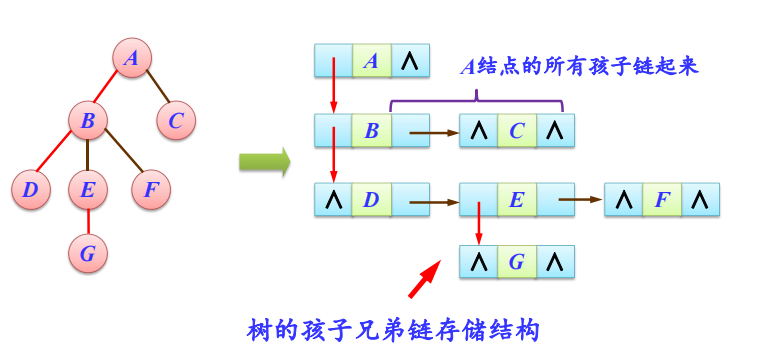 A
B
C
D
E
F
G
A ∧
A结点的所有孩子链起来
B ∧ C ∧
∧ D E ∧ F ∧
∧ G ∧
树的孩子兄弟链存储结构